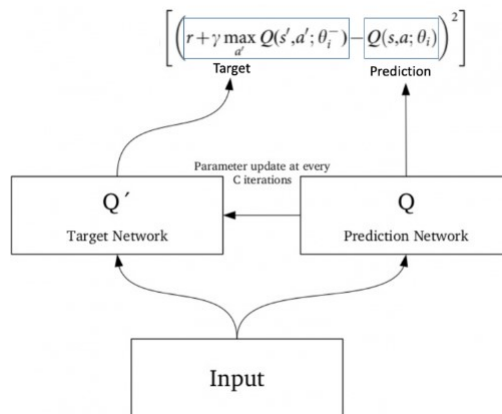 [(r + γ max_{a'} Q(s',a';θ_i^-) − Q(s,a;θ_i))^2]
Target
Prediction
Parameter update at every
C iterations
Q′
Target Network
Q
Prediction Network
Input